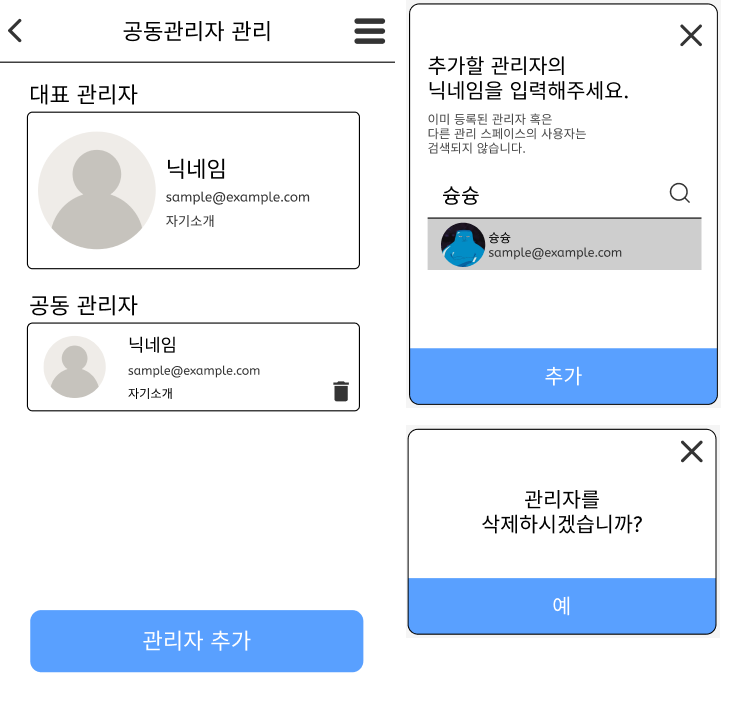 공동관리자 관리
대표 관리자
닉네임
sample@example.com
자기소개
공동 관리자
닉네임
sample@example.com
자기소개
관리자 추가
추가할 관리자의
닉네임을 입력해주세요.
이미 등록된 관리자 혹은
다른 관리 스페이스의 사용자는
검색되지 않습니다.
슝슝
슝슝
sample@example.com
추가
관리자를
삭제하시겠습니까?
예